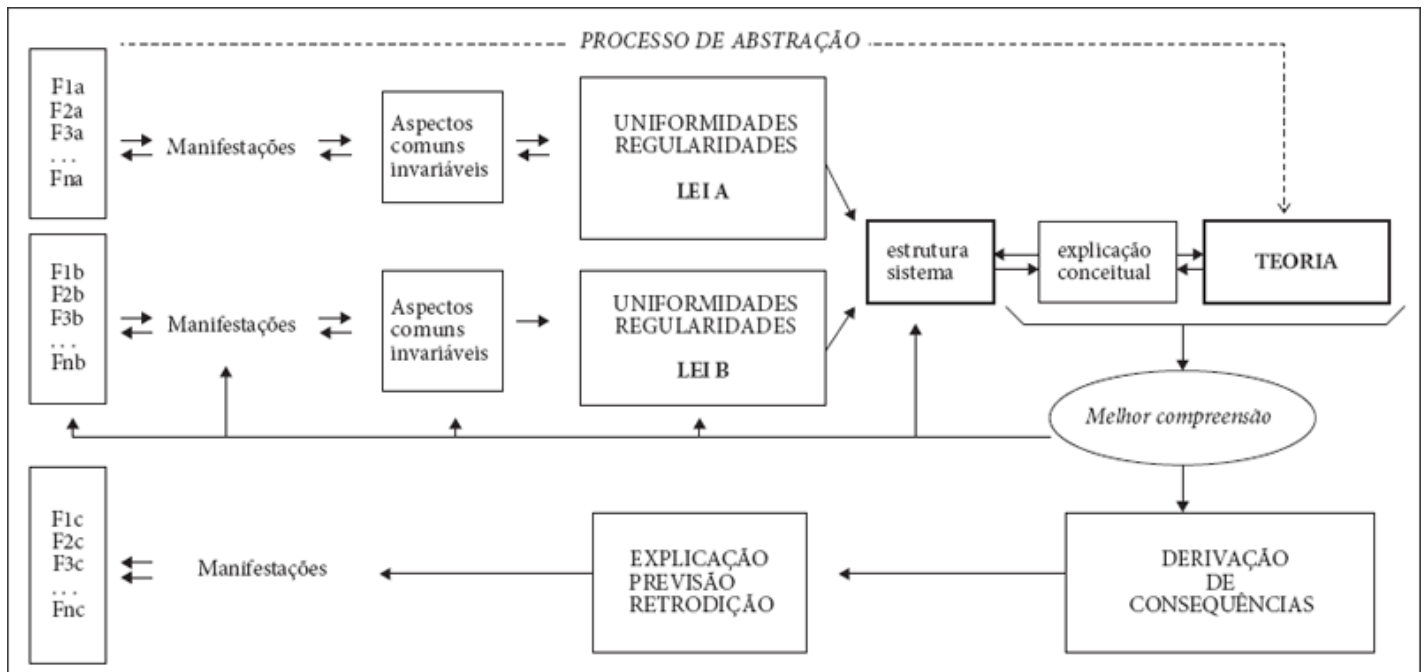 PROCESSO DE ABSTRAÇÃO
F1a
F2a
F3a
...
Fna
Manifestações
Aspectos
comuns
invariáveis
UNIFORMIDADES
REGULARIDADES
LEI A
estrutura
sistema
explicação
conceitual
TEORIA
F1b
F2b
F3b
...
Fnb
Manifestações
Aspectos
comuns
invariáveis
UNIFORMIDADES
REGULARIDADES
LEI B
Melhor compreensão
F1c
F2c
F3c
...
Fnc
Manifestações
EXPLICAÇÃO
PREVISÃO
RETRODIÇÃO
DERIVAÇÃO
DE
CONSEQUÊNCIAS